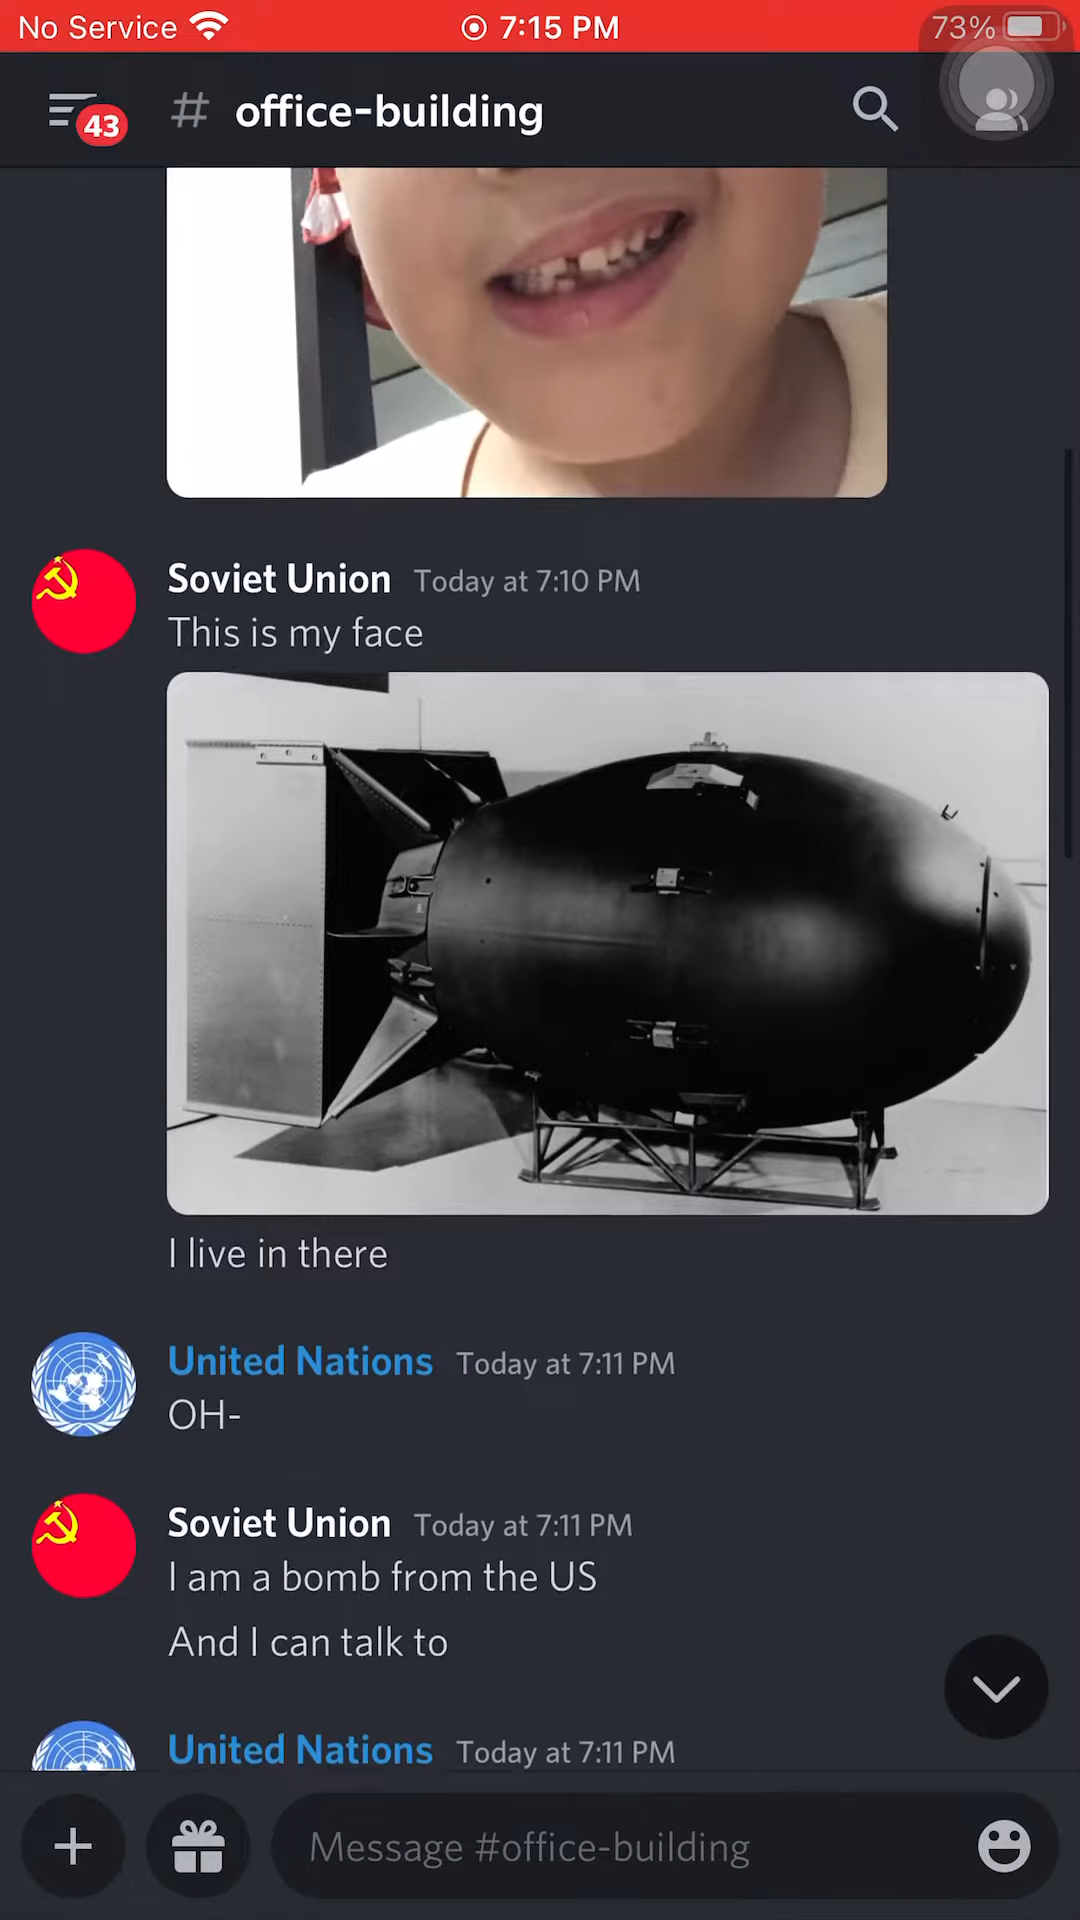 No Service 7:15 PM 73%
43 # office-building
Soviet Union Today at 7:10 PM
This is my face
I live in there
United Nations Today at 7:11 PM
OH-
Soviet Union Today at 7:11 PM
I am a bomb from the US
And I can talk to
United Nations Today at 7:11 PM
Message #office-building